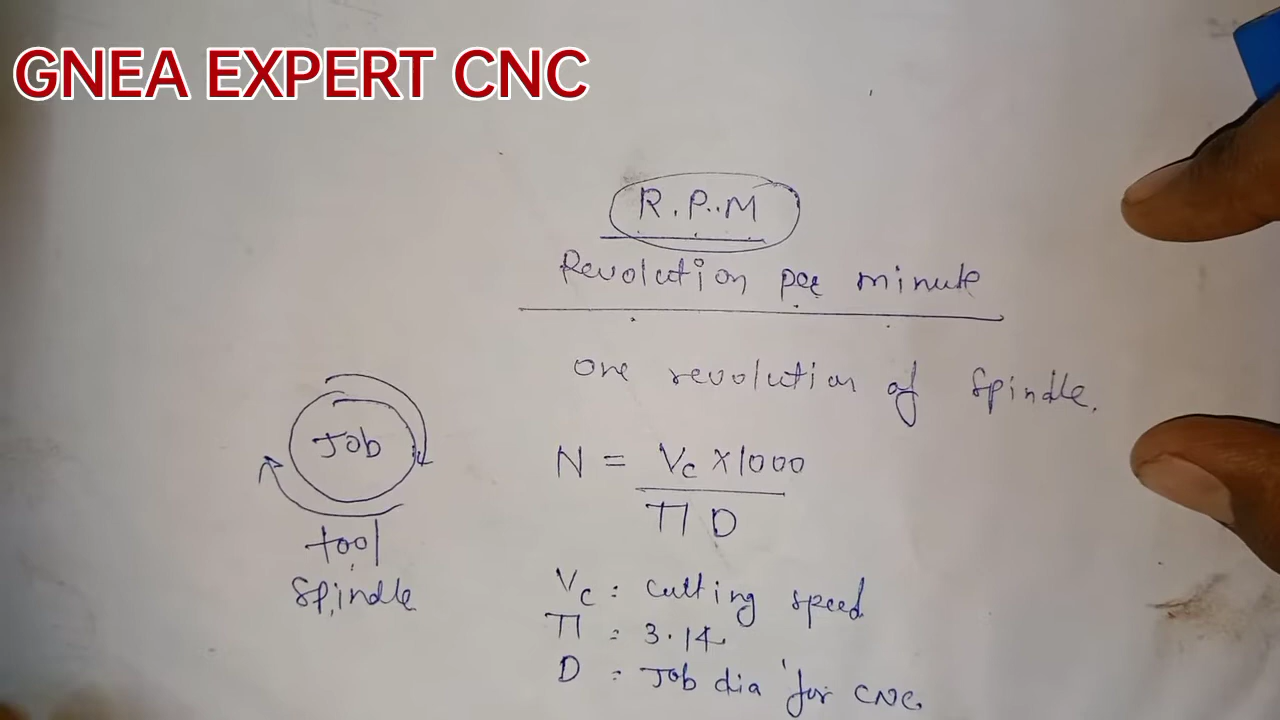 GNEA EXPERT CNC
R.P.M
Revolution per minute
one revolution of spindle.
Job
tool
spindle
N = Vc X 1000
π D
Vc : cutting speed
π : 3.14
D : Job dia for CNC